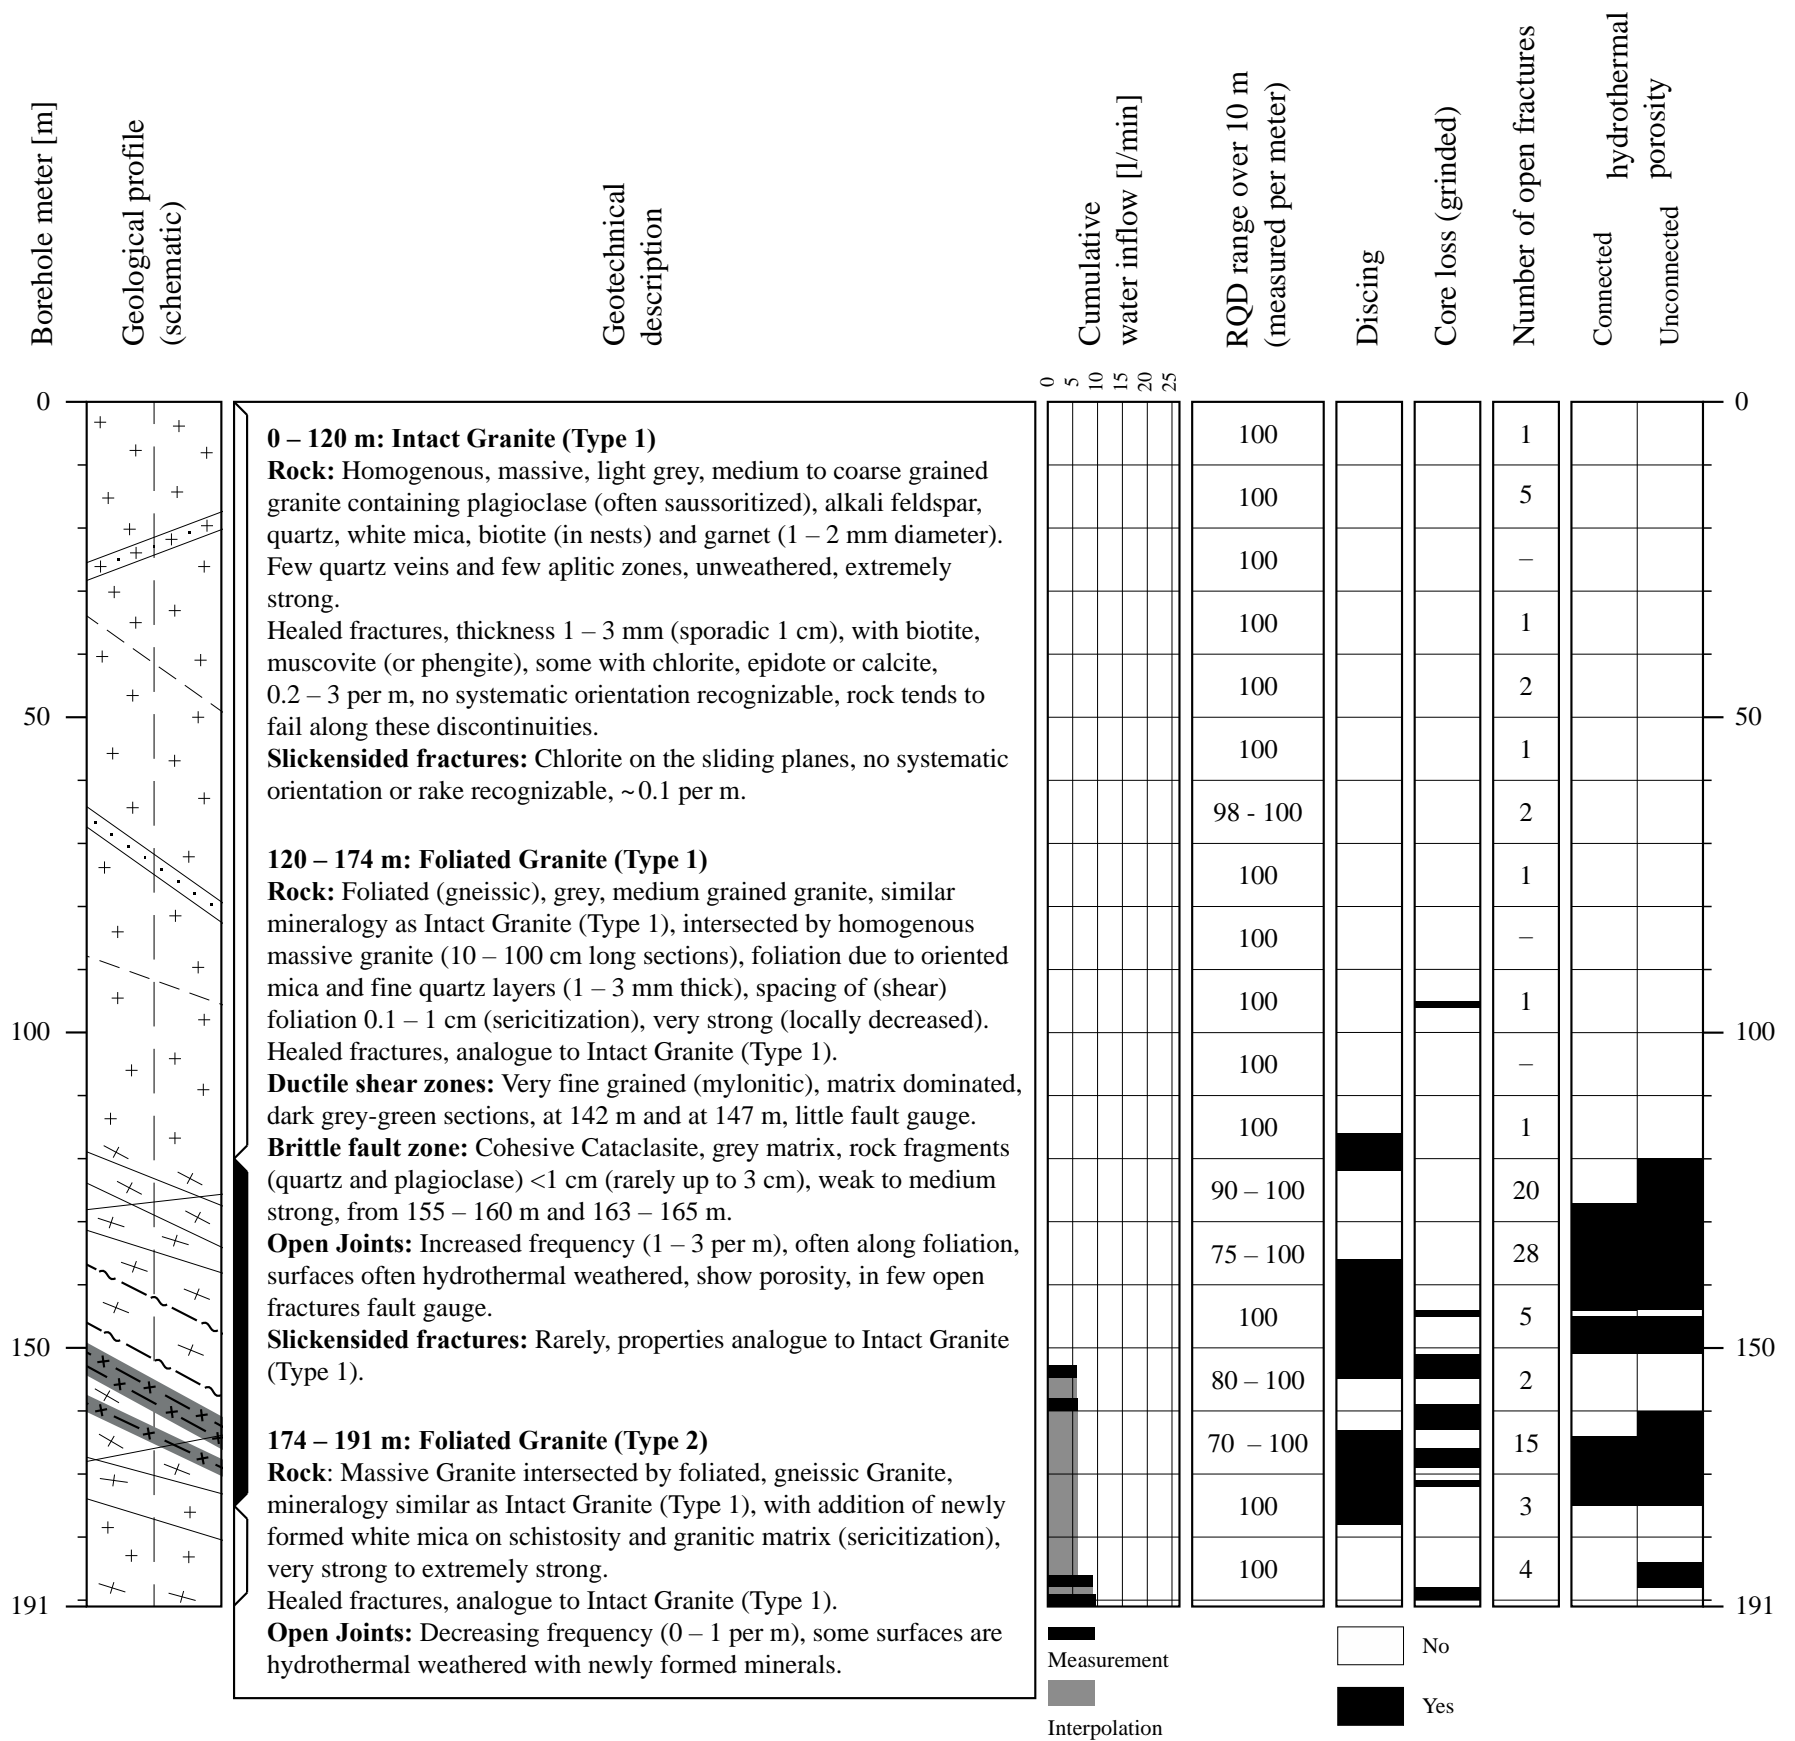 Borehole meter [m]
Geological profile
(schematic)
Geotechnical
description
Cumulative
water inflow [l/min]
RQD range over 10 m
(measured per meter)
Discing
Core loss (grinded)
Number of open fractures
hydrothermal
porosity
Connected
Unconnected
0 5 10 15 20 25
0
50
100
150
191
0 – 120 m: Intact Granite (Type 1)
Rock: Homogenous, massive, light grey, medium to coarse grained
granite containing plagioclase (often saussoritized), alkali feldspar,
quartz, white mica, biotite (in nests) and garnet (1 – 2 mm diameter).
Few quartz veins and few aplitic zones, unweathered, extremely
strong.
Healed fractures, thickness 1 – 3 mm (sporadic 1 cm), with biotite,
muscovite (or phengite), some with chlorite, epidote or calcite,
0.2 – 3 per m, no systematic orientation recognizable, rock tends to
fail along these discontinuities.
Slickensided fractures: Chlorite on the sliding planes, no systematic
orientation or rake recognizable, ~0.1 per m.
120 – 174 m: Foliated Granite (Type 1)
Rock: Foliated (gneissic), grey, medium grained granite, similar
mineralogy as Intact Granite (Type 1), intersected by homogenous
massive granite (10 – 100 cm long sections), foliation due to oriented
mica and fine quartz layers (1 – 3 mm thick), spacing of (shear)
foliation 0.1 – 1 cm (sericitization), very strong (locally decreased).
Healed fractures, analogue to Intact Granite (Type 1).
Ductile shear zones: Very fine grained (mylonitic), matrix dominated,
dark grey-green sections, at 142 m and at 147 m, little fault gauge.
Brittle fault zone: Cohesive Cataclasite, grey matrix, rock fragments
(quartz and plagioclase) <1 cm (rarely up to 3 cm), weak to medium
strong, from 155 – 160 m and 163 – 165 m.
Open Joints: Increased frequency (1 – 3 per m), often along foliation,
surfaces often hydrothermal weathered, show porosity, in few open
fractures fault gauge.
Slickensided fractures: Rarely, properties analogue to Intact Granite
(Type 1).
174 – 191 m: Foliated Granite (Type 2)
Rock: Massive Granite intersected by foliated, gneissic Granite,
mineralogy similar as Intact Granite (Type 1), with addition of newly
formed white mica on schistosity and granitic matrix (sericitization),
very strong to extremely strong.
Healed fractures, analogue to Intact Granite (Type 1).
Open Joints: Decreasing frequency (0 – 1 per m), some surfaces are
hydrothermal weathered with newly formed minerals.
100
100
100
100
100
100
98 - 100
100
100
100
100
100
90 – 100
75 – 100
100
80 – 100
70 – 100
100
100
1
5
–
1
2
1
2
1
–
1
–
1
20
28
5
2
15
3
4
0
50
100
150
191
Measurement
Interpolation
No
Yes